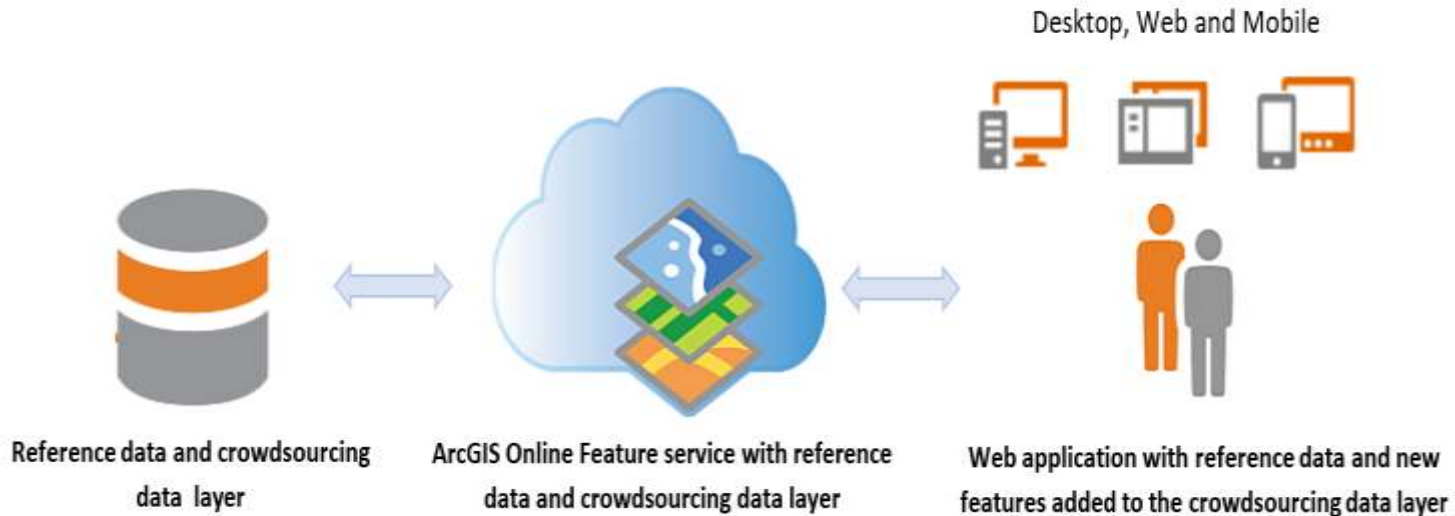 Desktop, Web and Mobile
Reference data and crowdsourcing
data layer
ArcGIS Online Feature service with reference
data and crowdsourcing data layer
Web application with reference data and new
features added to the crowdsourcing data layer